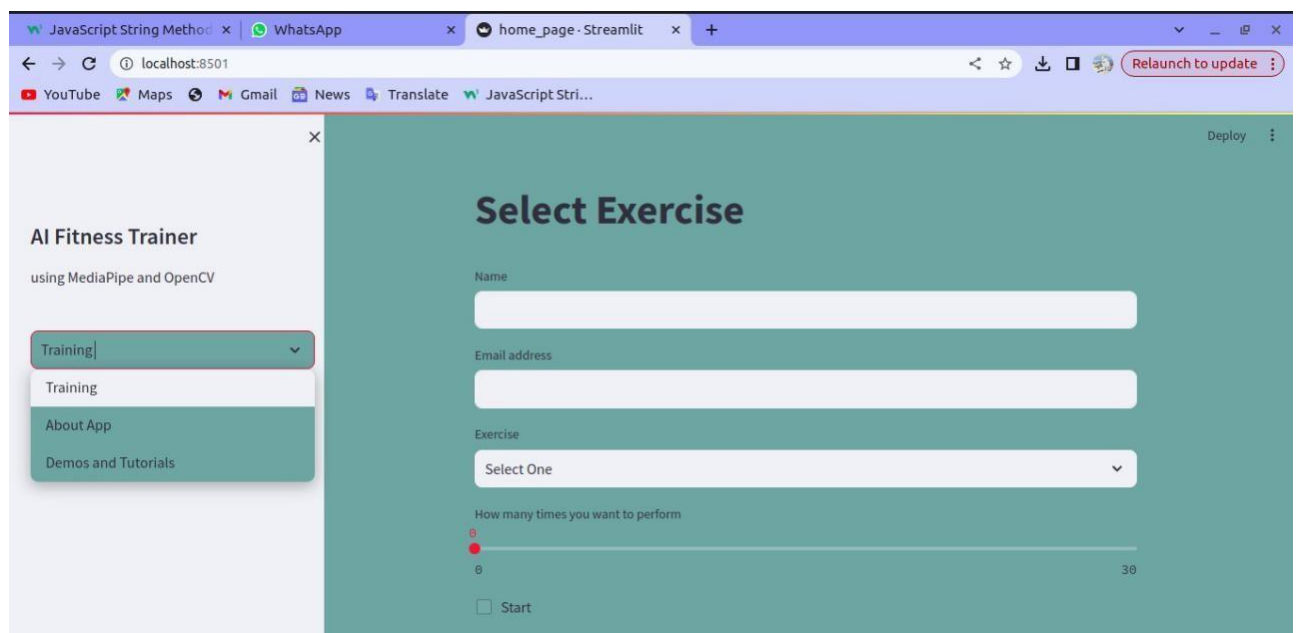 JavaScript String Method WhatsApp home_page · Streamlit
localhost:8501 Relaunch to update
YouTube Maps Gmail News Translate JavaScript Stri...
Deploy
AI Fitness Trainer
using MediaPipe and OpenCV
Training
Training
About App
Demos and Tutorials
Select Exercise
Name
Email address
Exercise
Select One
How many times you want to perform
0
0 30
Start